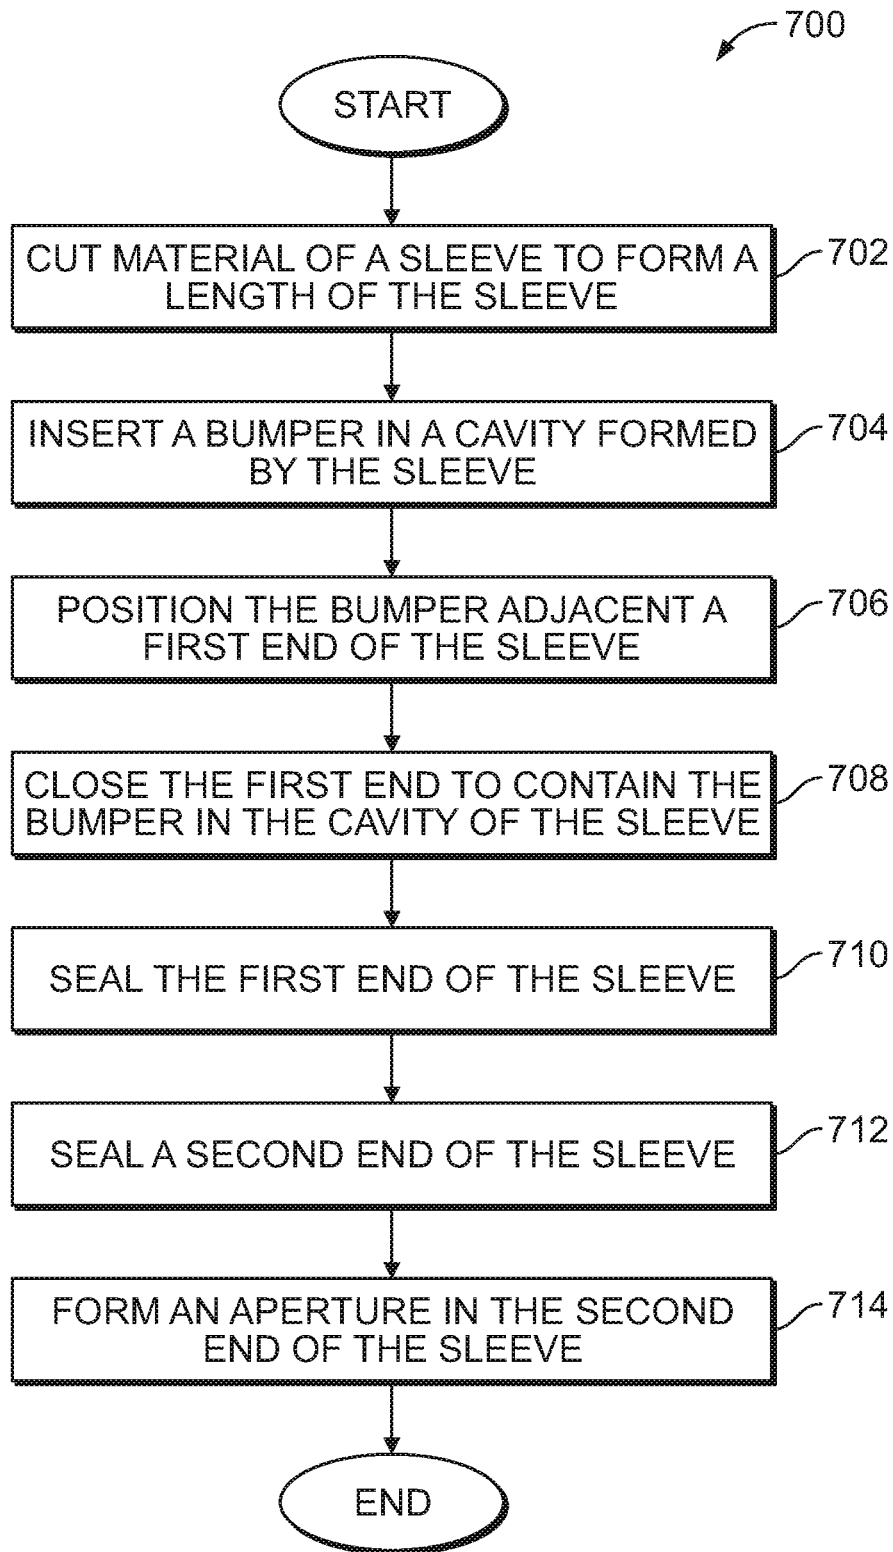 700
START
CUT MATERIAL OF A SLEEVE TO FORM A
LENGTH OF THE SLEEVE
702
INSERT A BUMPER IN A CAVITY FORMED
BY THE SLEEVE
704
POSITION THE BUMPER ADJACENT A
FIRST END OF THE SLEEVE
706
CLOSE THE FIRST END TO CONTAIN THE
BUMPER IN THE CAVITY OF THE SLEEVE
708
SEAL THE FIRST END OF THE SLEEVE
710
SEAL A SECOND END OF THE SLEEVE
712
FORM AN APERTURE IN THE SECOND
END OF THE SLEEVE
714
END